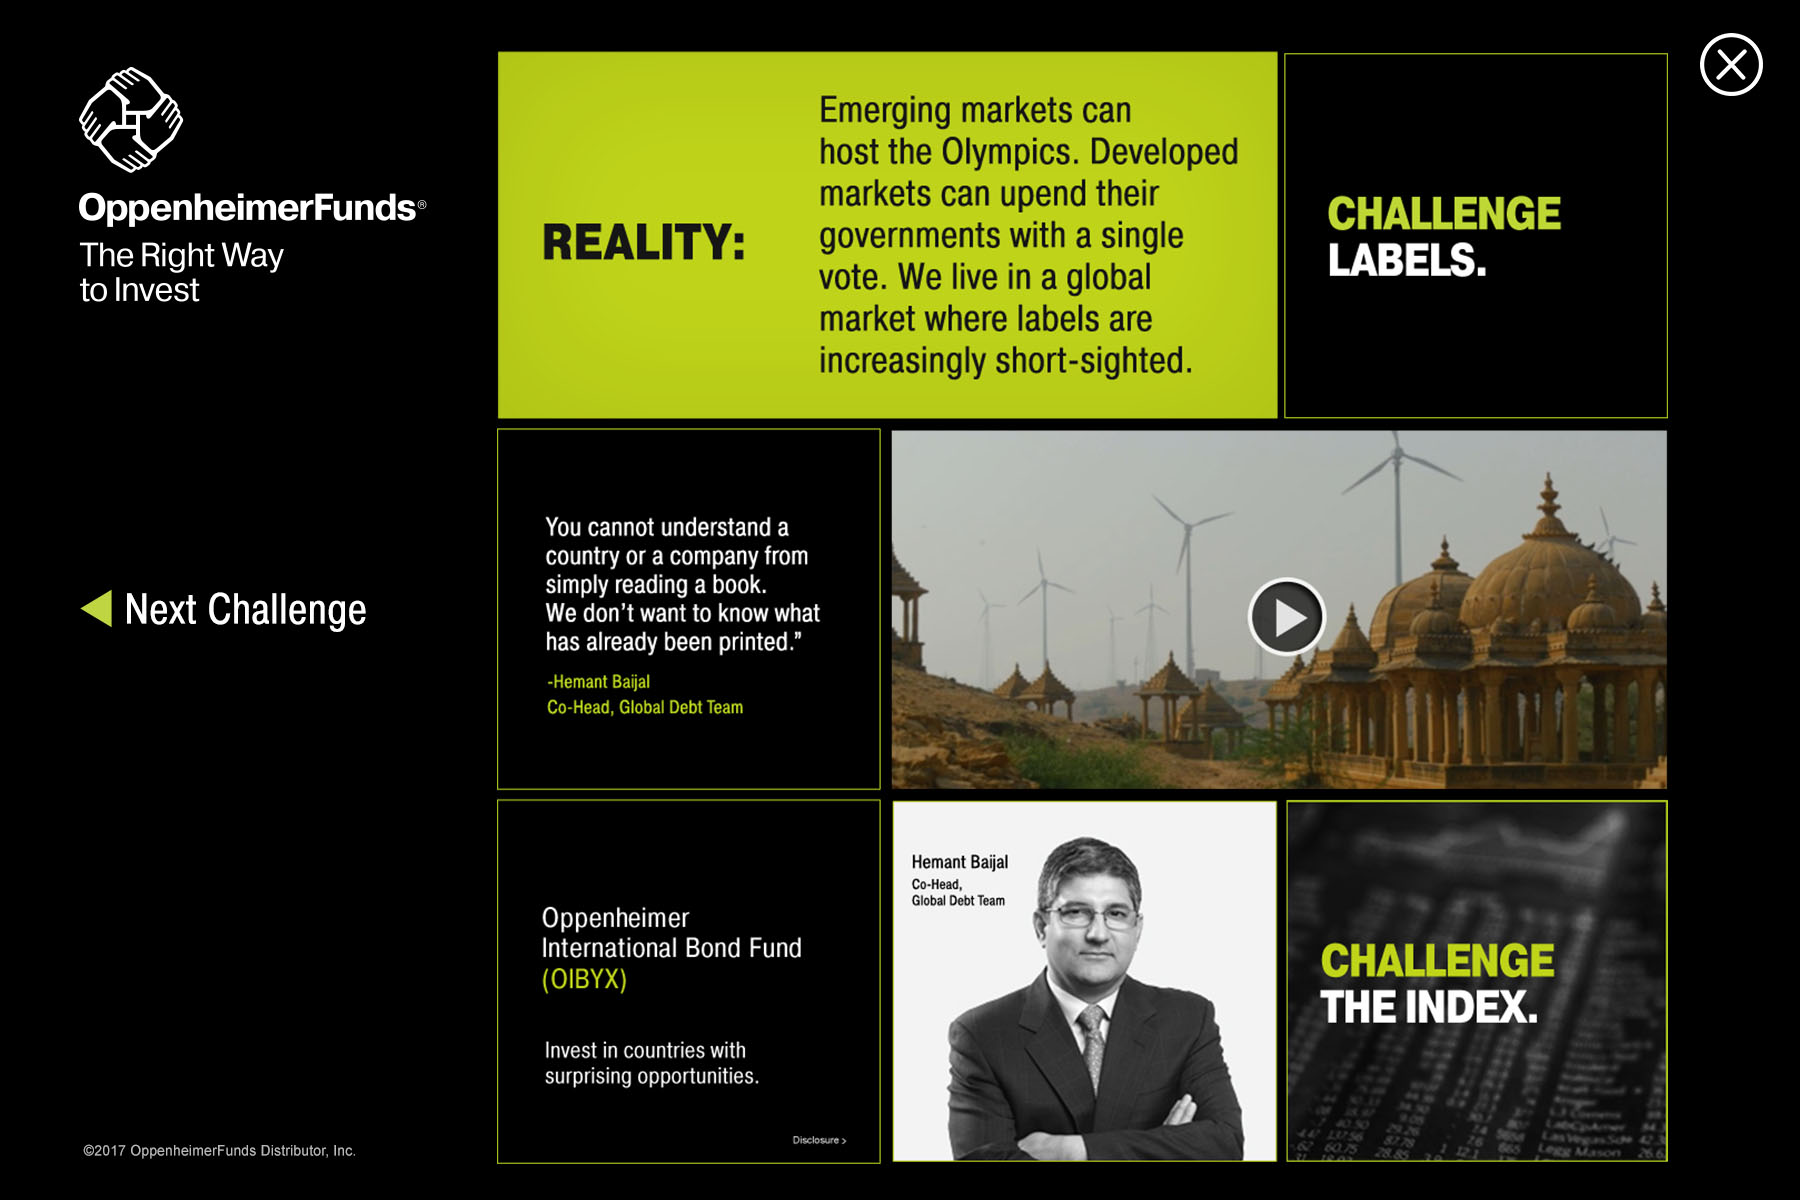 OppenheimerFunds®
The Right Way
to Invest
Next Challenge
©2017 OppenheimerFunds Distributor, Inc.
REALITY:
Emerging markets can
host the Olympics. Developed
markets can upend their
governments with a single
vote. We live in a global
market where labels are
increasingly short-sighted.
CHALLENGE
LABELS.
You cannot understand a
country or a company from
simply reading a book.
We don’t want to know what
has already been printed.”
-Hemant Baijal
Co-Head, Global Debt Team
Oppenheimer
International Bond Fund
(OIBYX)
Invest in countries with
surprising opportunities.
Disclosure >
Hemant Baijal
Co-Head,
Global Debt Team
CHALLENGE
THE INDEX.
LabCpAmer
LasVegasSds
Legg Mason